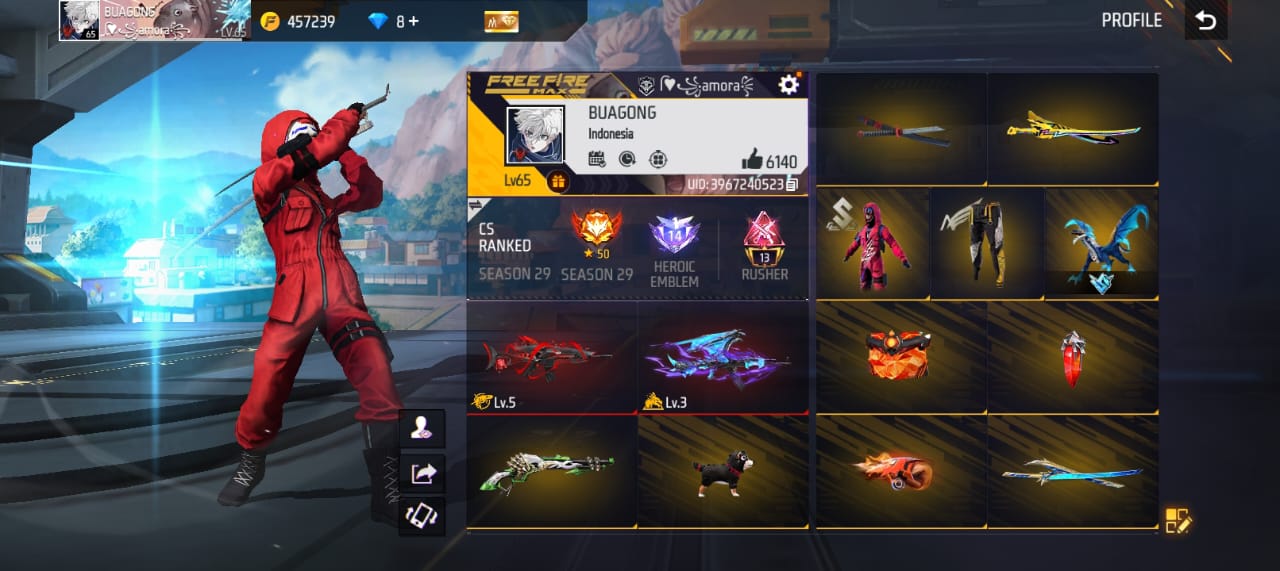 BUAGONG
65
amora
LV.65
457239
8 +
PROFILE
FREE FIRE
MAX
amora
BUAGONG
Indonesia
6140
Lv65
UID:3967240523
CS
RANKED
SEASON 29
50
SEASON 29
14
HEROIC
EMBLEM
13
RUSHER
Lv.5
Lv.3